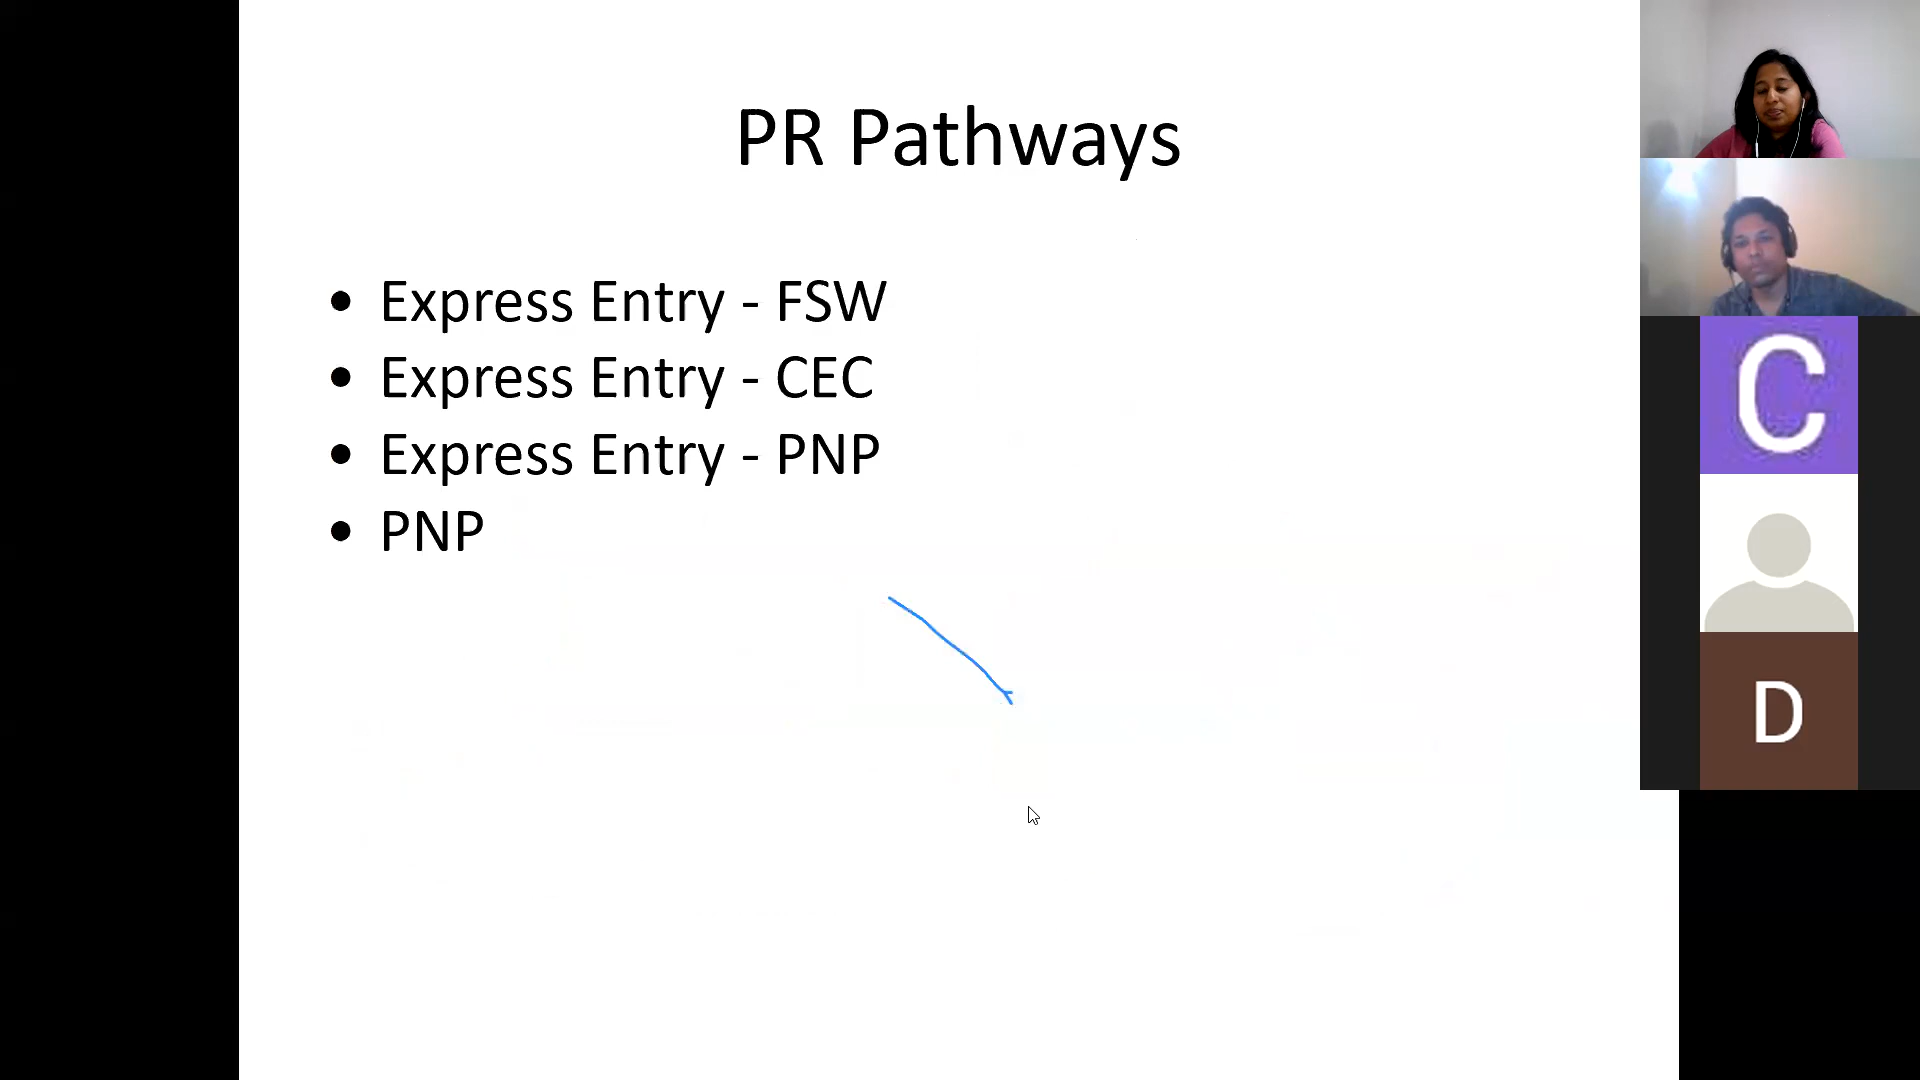 PR Pathways
• Express Entry - FSW
• Express Entry - CEC
• Express Entry - PNP
• PNP
C
D